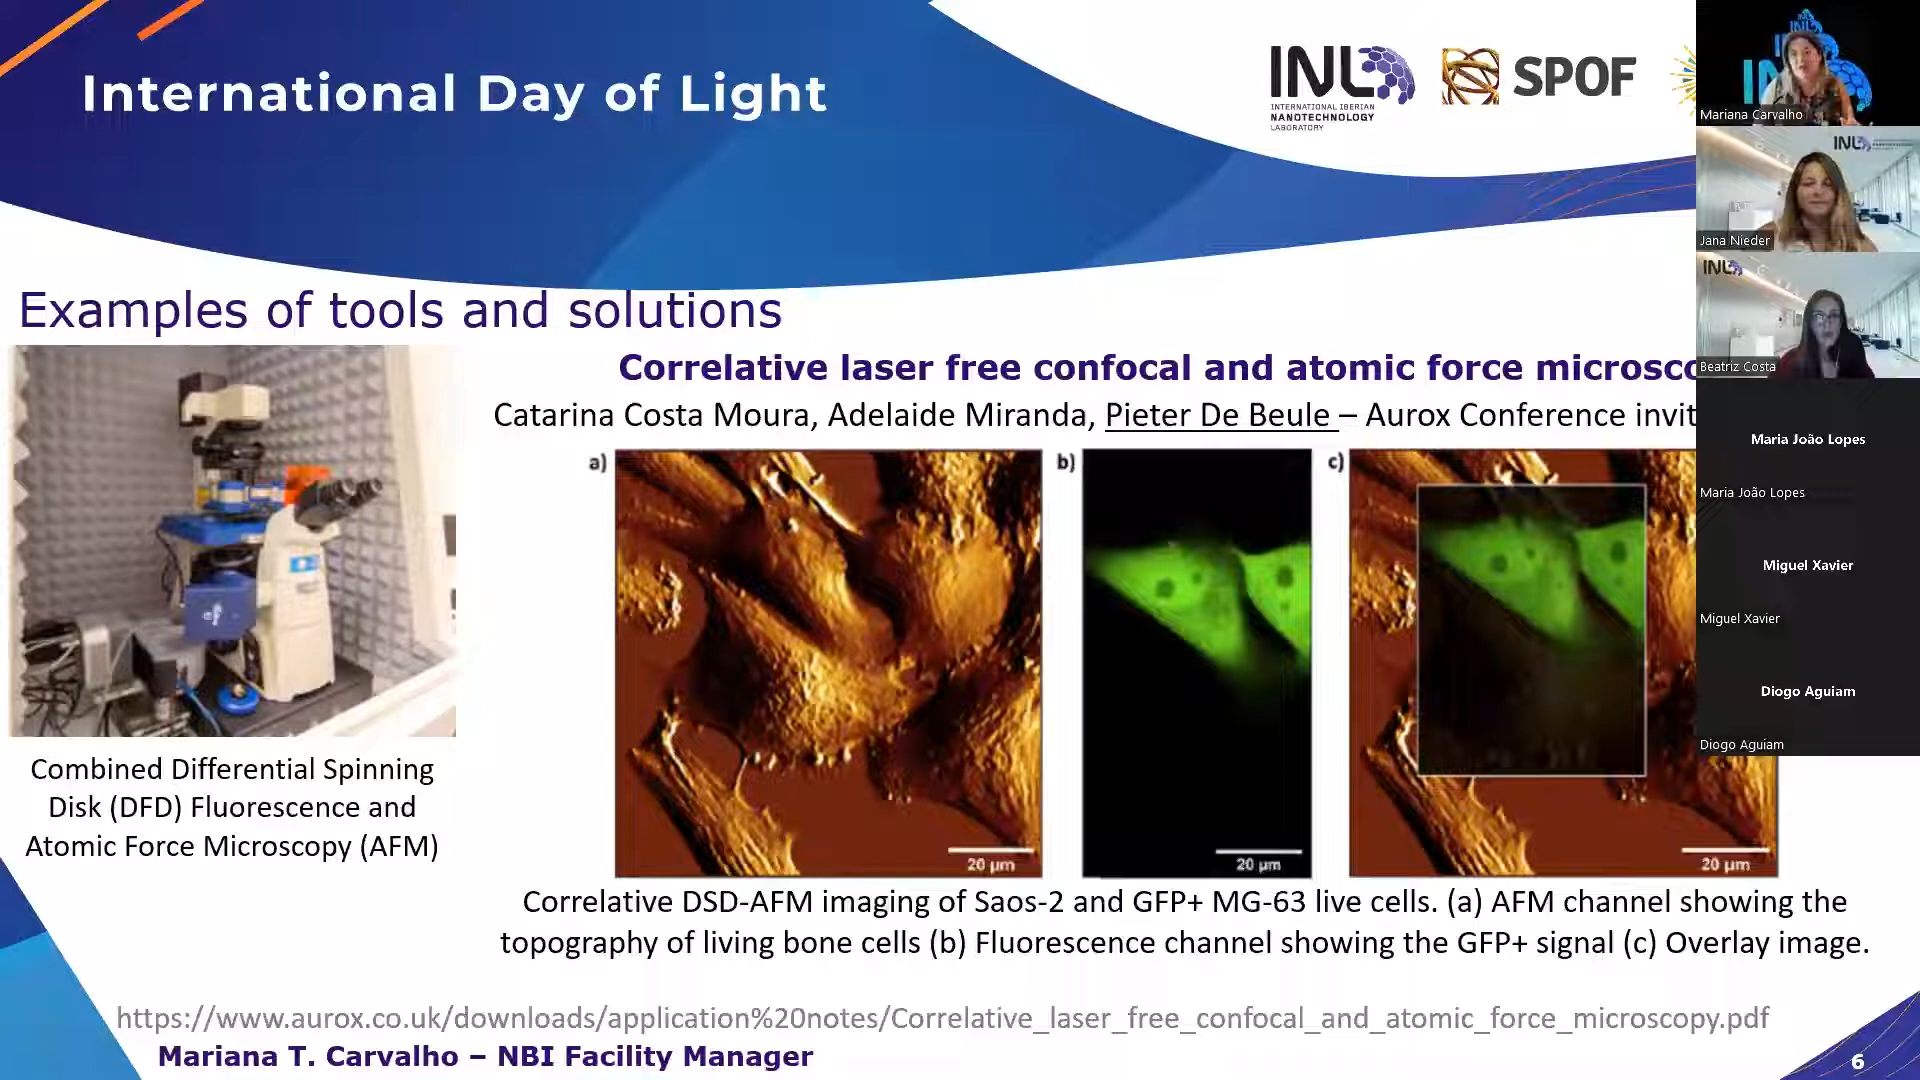 International Day of Light
INL
INTERNATIONAL IBERIAN
NANOTECHNOLOGY
LABORATORY
SPOF
Mariana Carvalho
INL
Jana Nieder
INL
Beatriz Costa
Maria João Lopes
Maria João Lopes
Miguel Xavier
Miguel Xavier
Diogo Aguiam
Diogo Aguiam
Examples of tools and solutions
Correlative laser free confocal and atomic force microsco
Catarina Costa Moura, Adelaide Miranda, Pieter De Beule – Aurox Conference invit
a)
b)
c)
20 µm
20 µm
20 µm
Combined Differential Spinning
Disk (DFD) Fluorescence and
Atomic Force Microscopy (AFM)
Correlative DSD-AFM imaging of Saos-2 and GFP+ MG-63 live cells. (a) AFM channel showing the
topography of living bone cells (b) Fluorescence channel showing the GFP+ signal (c) Overlay image.
https://www.aurox.co.uk/downloads/application%20notes/Correlative_laser_free_confocal_and_atomic_force_microscopy.pdf
Mariana T. Carvalho – NBI Facility Manager
6